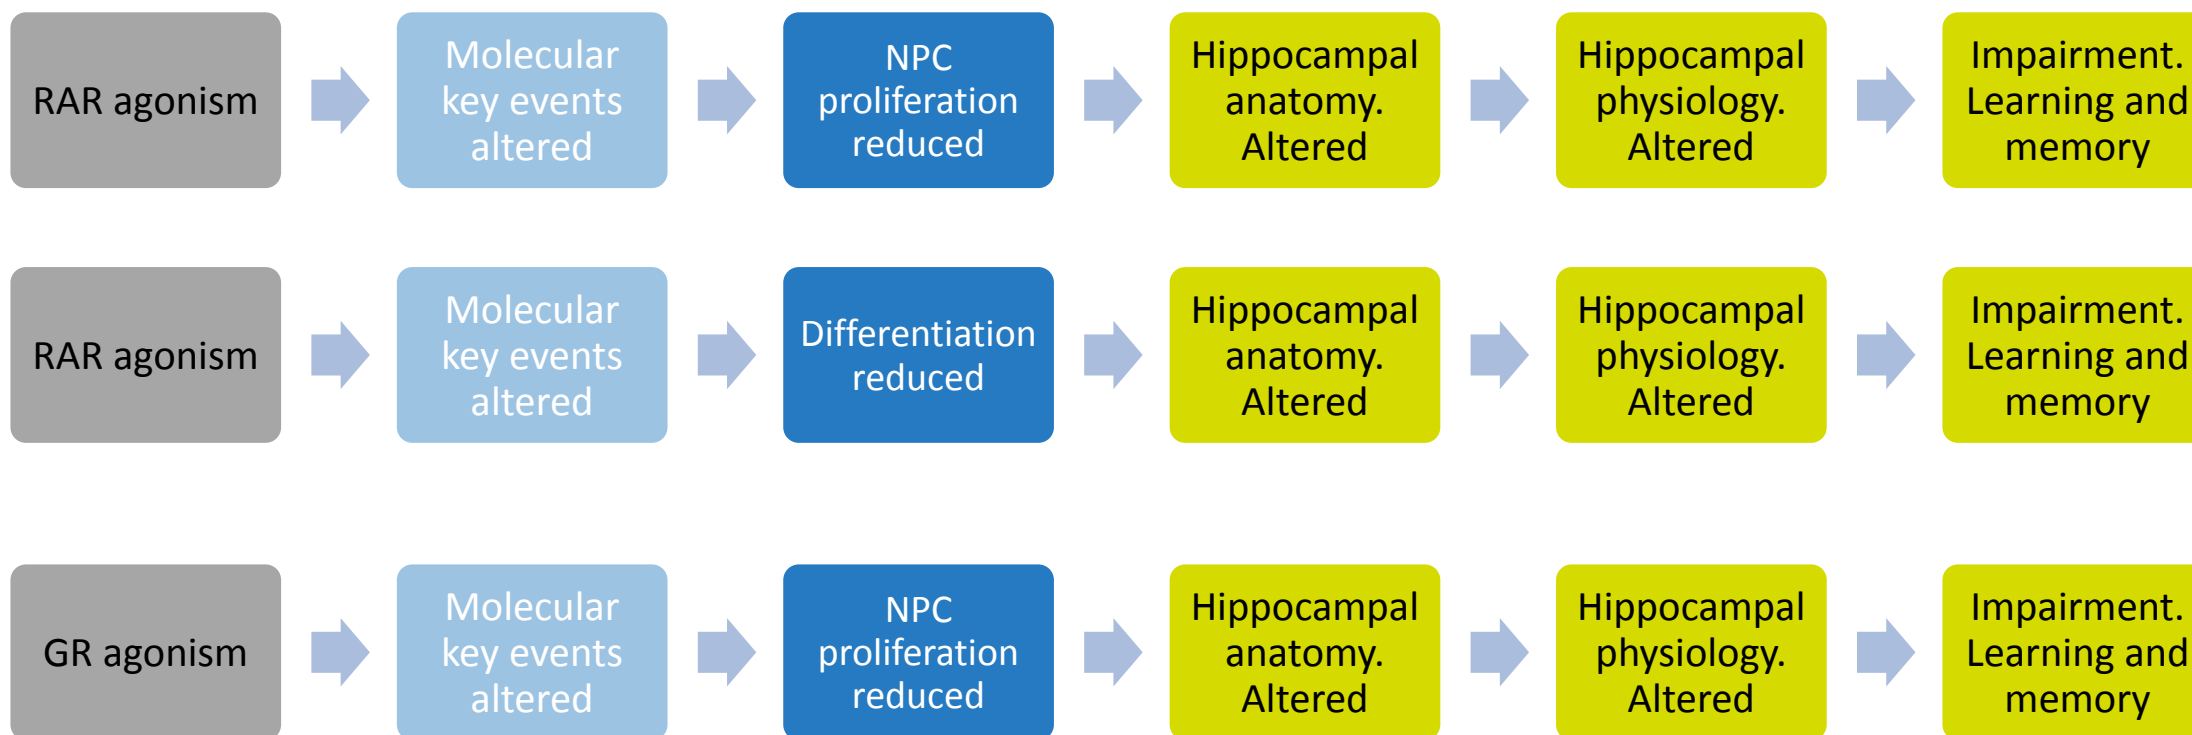 RAR agonism
Molecular
key events
altered
NPC
proliferation
reduced
Hippocampal
anatomy.
Altered
Hippocampal
physiology.
Altered
Impairment.
Learning and
memory
RAR agonism
Molecular
key events
altered
Differentiation
reduced
Hippocampal
anatomy.
Altered
Hippocampal
physiology.
Altered
Impairment.
Learning and
memory
GR agonism
Molecular
key events
altered
NPC
proliferation
reduced
Hippocampal
anatomy.
Altered
Hippocampal
physiology.
Altered
Impairment.
Learning and
memory